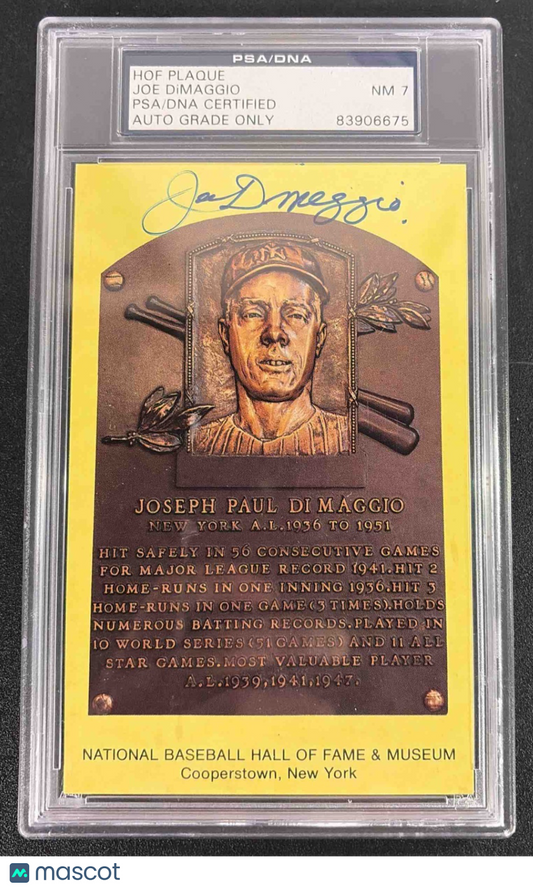 PSA/DNA
HOF PLAQUE
JOE DiMAGGIO NM 7
PSA/DNA CERTIFIED
AUTO GRADE ONLY 83906675
Joe DiMaggio
JOSEPH PAUL DI MAGGIO
NEW YORK A.L.1936 TO 1951
HIT SAFELY IN 56 CONSECUTIVE GAMES
FOR MAJOR LEAGUE RECORD 1941.HIT 2
HOME-RUNS IN ONE INNING 1936.HIT 3
HOME-RUNS IN ONE GAME(3 TIMES).HOLDS
NUMEROUS BATTING RECORDS.PLAYED IN
10 WORLD SERIES(51 GAMES) AND 11 ALL
STAR GAMES.MOST VALUABLE PLAYER
A.L.1939,1941,1947.
NATIONAL BASEBALL HALL OF FAME & MUSEUM
Cooperstown, New York
mascot